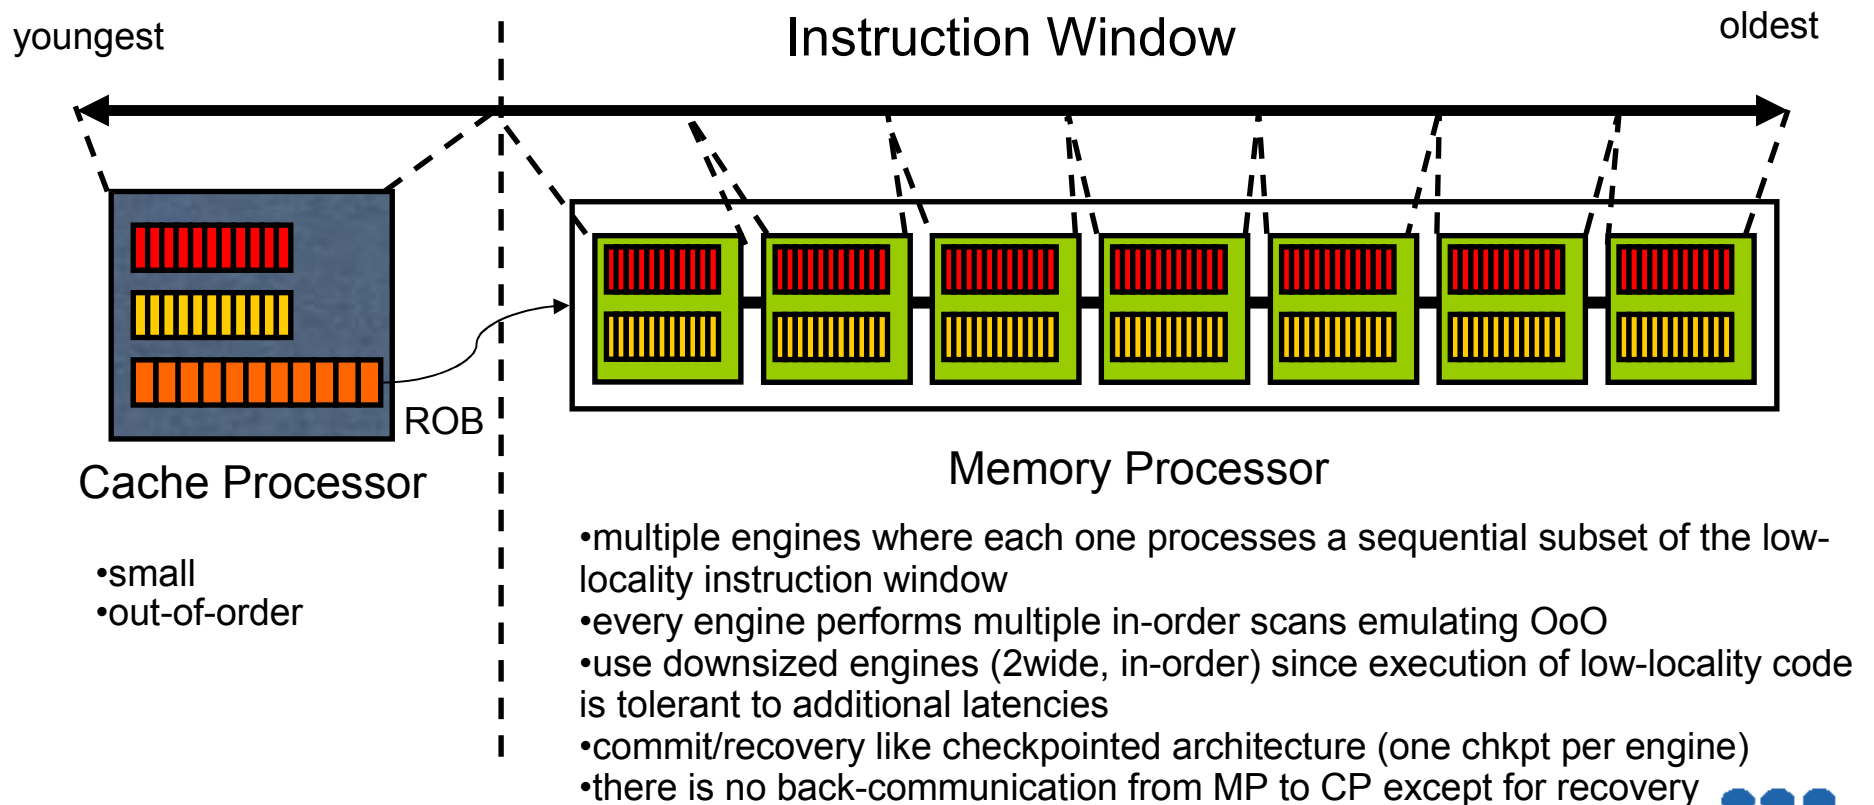 youngest
Instruction Window
oldest
ROB
Cache Processor
•small
•out-of-order
Memory Processor
•multiple engines where each one processes a sequential subset of the low-
locality instruction window
•every engine performs multiple in-order scans emulating OoO
•use downsized engines (2wide, in-order) since execution of low-locality code
is tolerant to additional latencies
•commit/recovery like checkpointed architecture (one chkpt per engine)
•there is no back-communication from MP to CP except for recovery